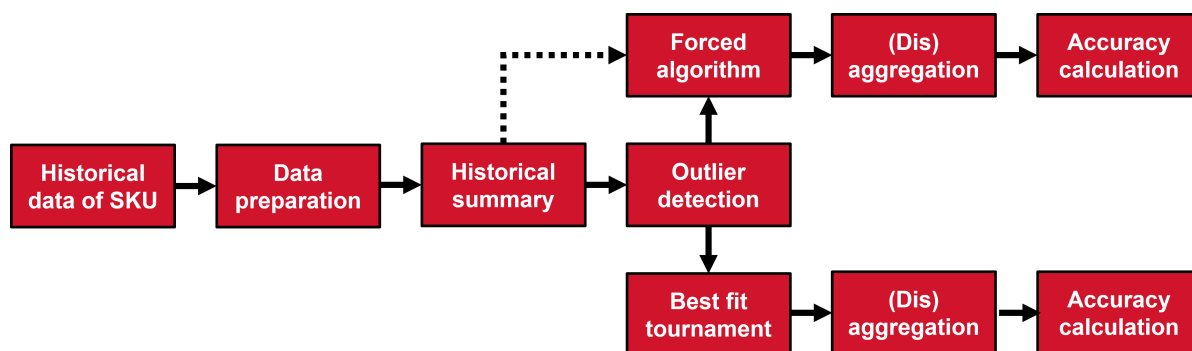 Forced
algorithm
(Dis)
aggregation
Accuracy
calculation
Historical
data of SKU
Data
preparation
Historical
summary
Outlier
detection
Best fit
tournament
(Dis)
aggregation
Accuracy
calculation